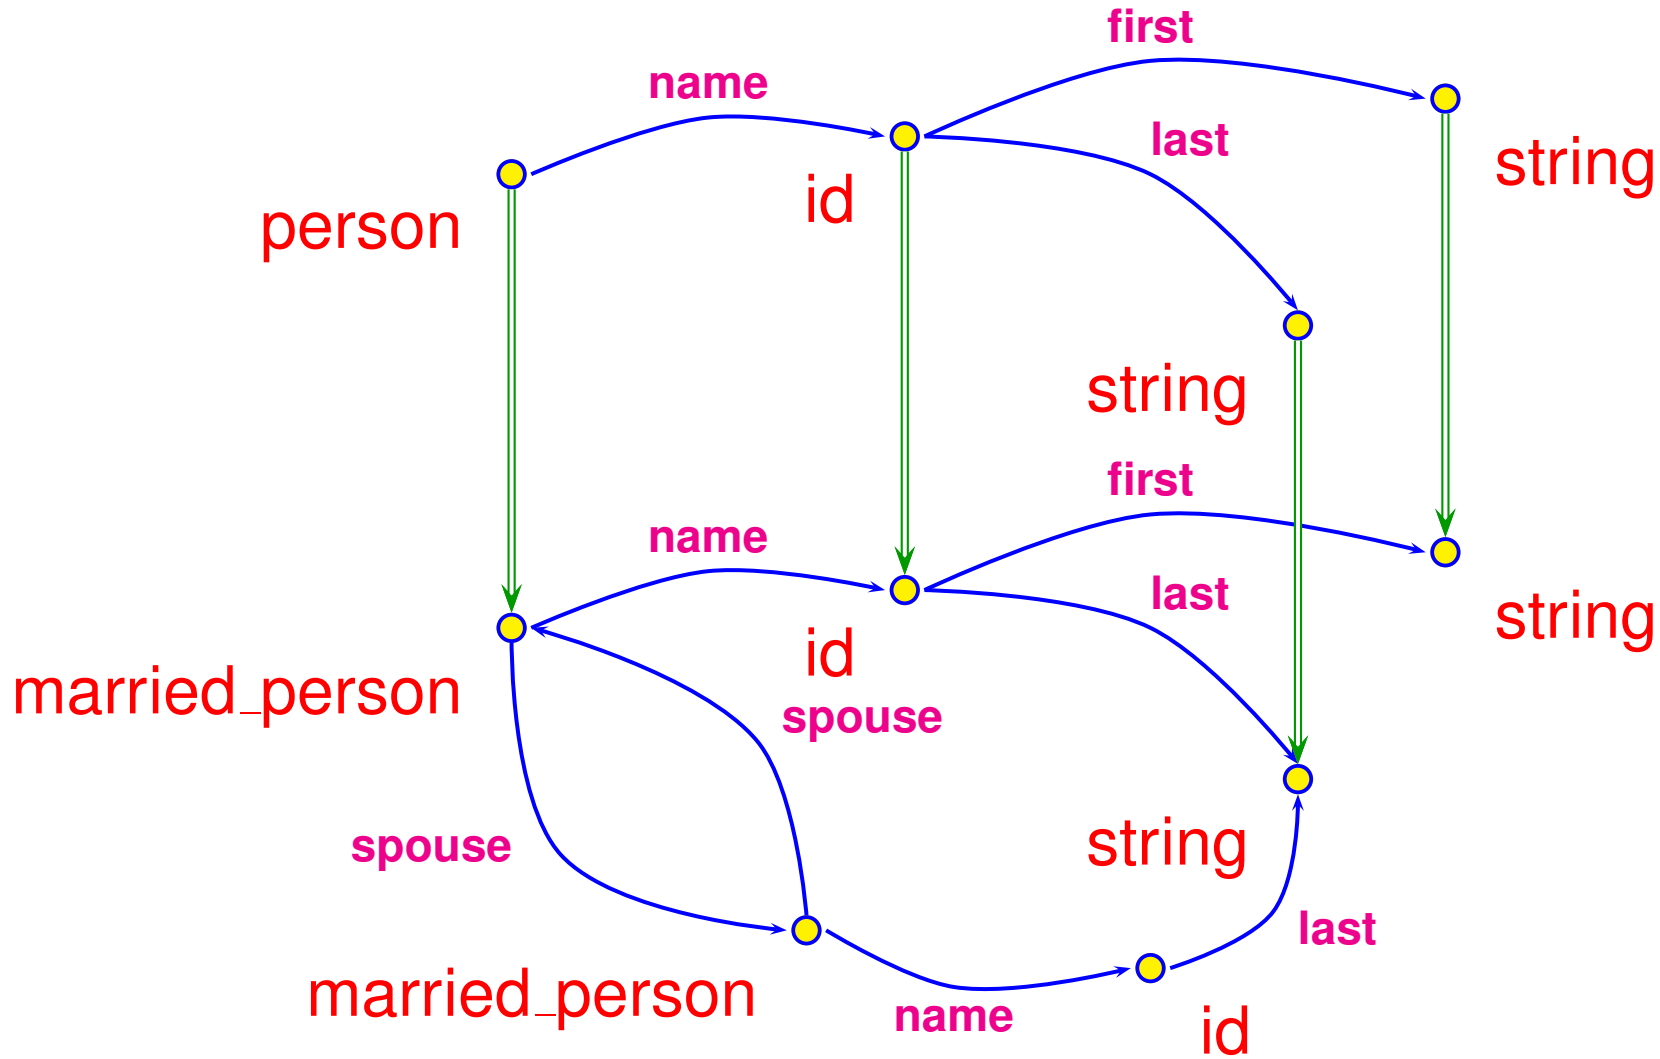 first
name
last
string
id
person
string
first
name
last
string
id
married_person
spouse
string
spouse
last
married_person
name
id